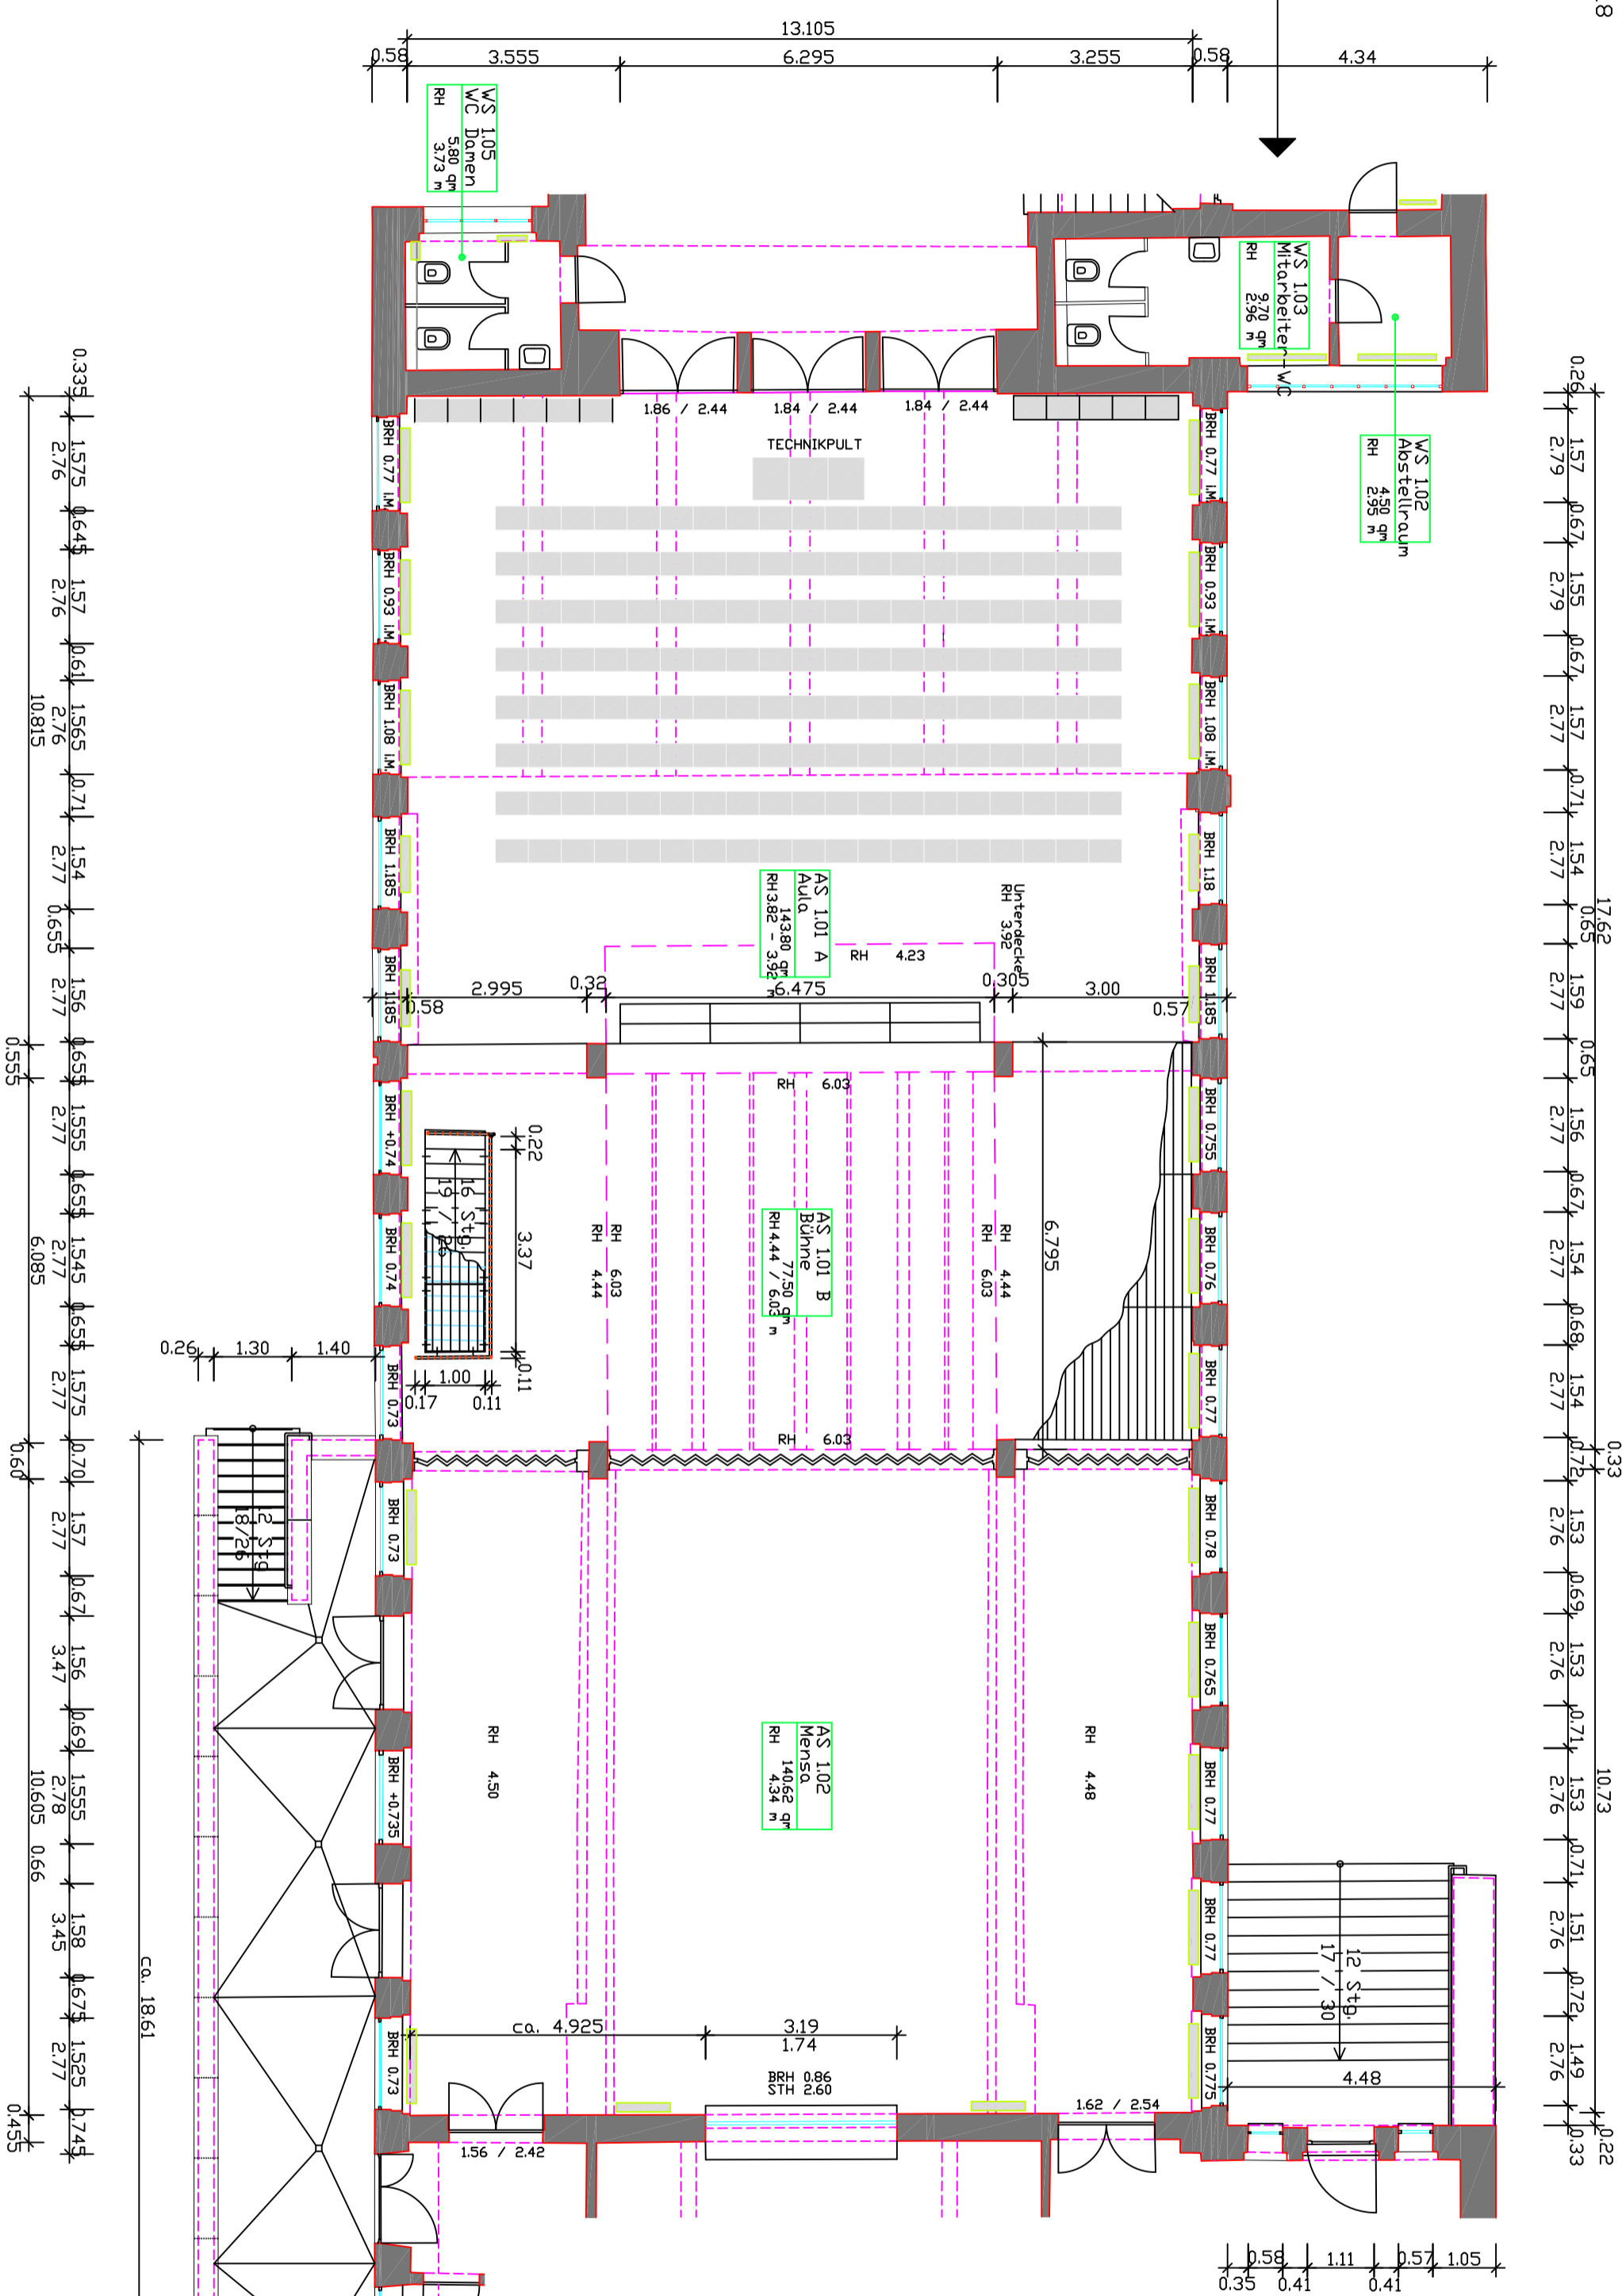 .8
13.105
0.58
3.555
6.295
3.255
0.58
4.34
WS 1.05
WC Damen
5.80 qm
RH 3.73 m
WS 1.03
Mitarbeiter-WC
9.70 qm
RH 2.96 m
WS 1.02
Abstellraum
4.50 qm
RH 2.95 m
1.86 / 2.44
1.84 / 2.44
1.84 / 2.44
TECHNIKPULT
0.335
1.575
2.76
0.645
1.57
2.76
0.61
1.565
2.76
0.71
1.54
2.77
0.655
1.56
2.77
0.655
1.555
2.77
0.655
1.545
2.77
0.655
1.575
2.77
0.70
1.57
2.77
0.67
1.56
3.47
0.69
1.555
2.78
0.66
1.58
3.45
0.675
1.525
2.77
0.745
10.815
0.555
6.085
0.60
10.605
0.455
BRH 0.77 i.M.
BRH 0.93 i.M.
BRH 1.08 i.M.
BRH 1.185
BRH 1.185
BRH +0.74
BRH 0.74
BRH 0.73
BRH 0.73
BRH +0.735
BRH 0.73
BRH 0.77 i.M.
BRH 0.93 i.M.
BRH 1.08 i.M.
BRH 1.18
BRH 1.185
BRH 0.755
BRH 0.76
BRH 0.77
BRH 0.78
BRH 0.765
BRH 0.77
BRH 0.77
BRH 0.775
0.26
1.57
2.79
0.67
1.55
2.79
0.67
1.57
2.77
0.71
1.54
2.77
0.65
1.59
2.77
0.65
1.56
2.77
0.67
1.54
2.77
0.68
1.54
2.77
0.72
1.53
2.76
0.69
1.53
2.76
0.71
1.53
2.76
0.71
1.51
2.76
0.72
1.49
2.76
0.33
17.62
0.33
10.73
0.22
AS 1.01 A
Aula
143.80 qm
RH 3.82 - 3.92 m
Unterdecke
RH 3.92
RH 4.23
0.58
2.995
0.32
6.475
0.305
3.00
0.57
RH 6.03
AS 1.01 B
Bühne
77.50 qm
RH 4.44 / 6.03 m
RH 6.03
RH 4.44
RH 4.44
RH 6.03
6.795
0.22
3.37
0.11
16 Stg.
19 / 26
0.17
1.00
0.11
0.26
1.30
1.40
RH 6.03
12 Stg.
18/26
ca. 18.61
RH 4.50
AS 1.02
Mensa
140.62 qm
RH 4.34 m
RH 4.48
12 Stg.
17 / 30
4.48
ca. 4.925
3.19
1.74
BRH 0.86
STH 2.60
1.56 / 2.42
1.62 / 2.54
0.35
0.58
0.41
1.11
0.41
0.57
1.05